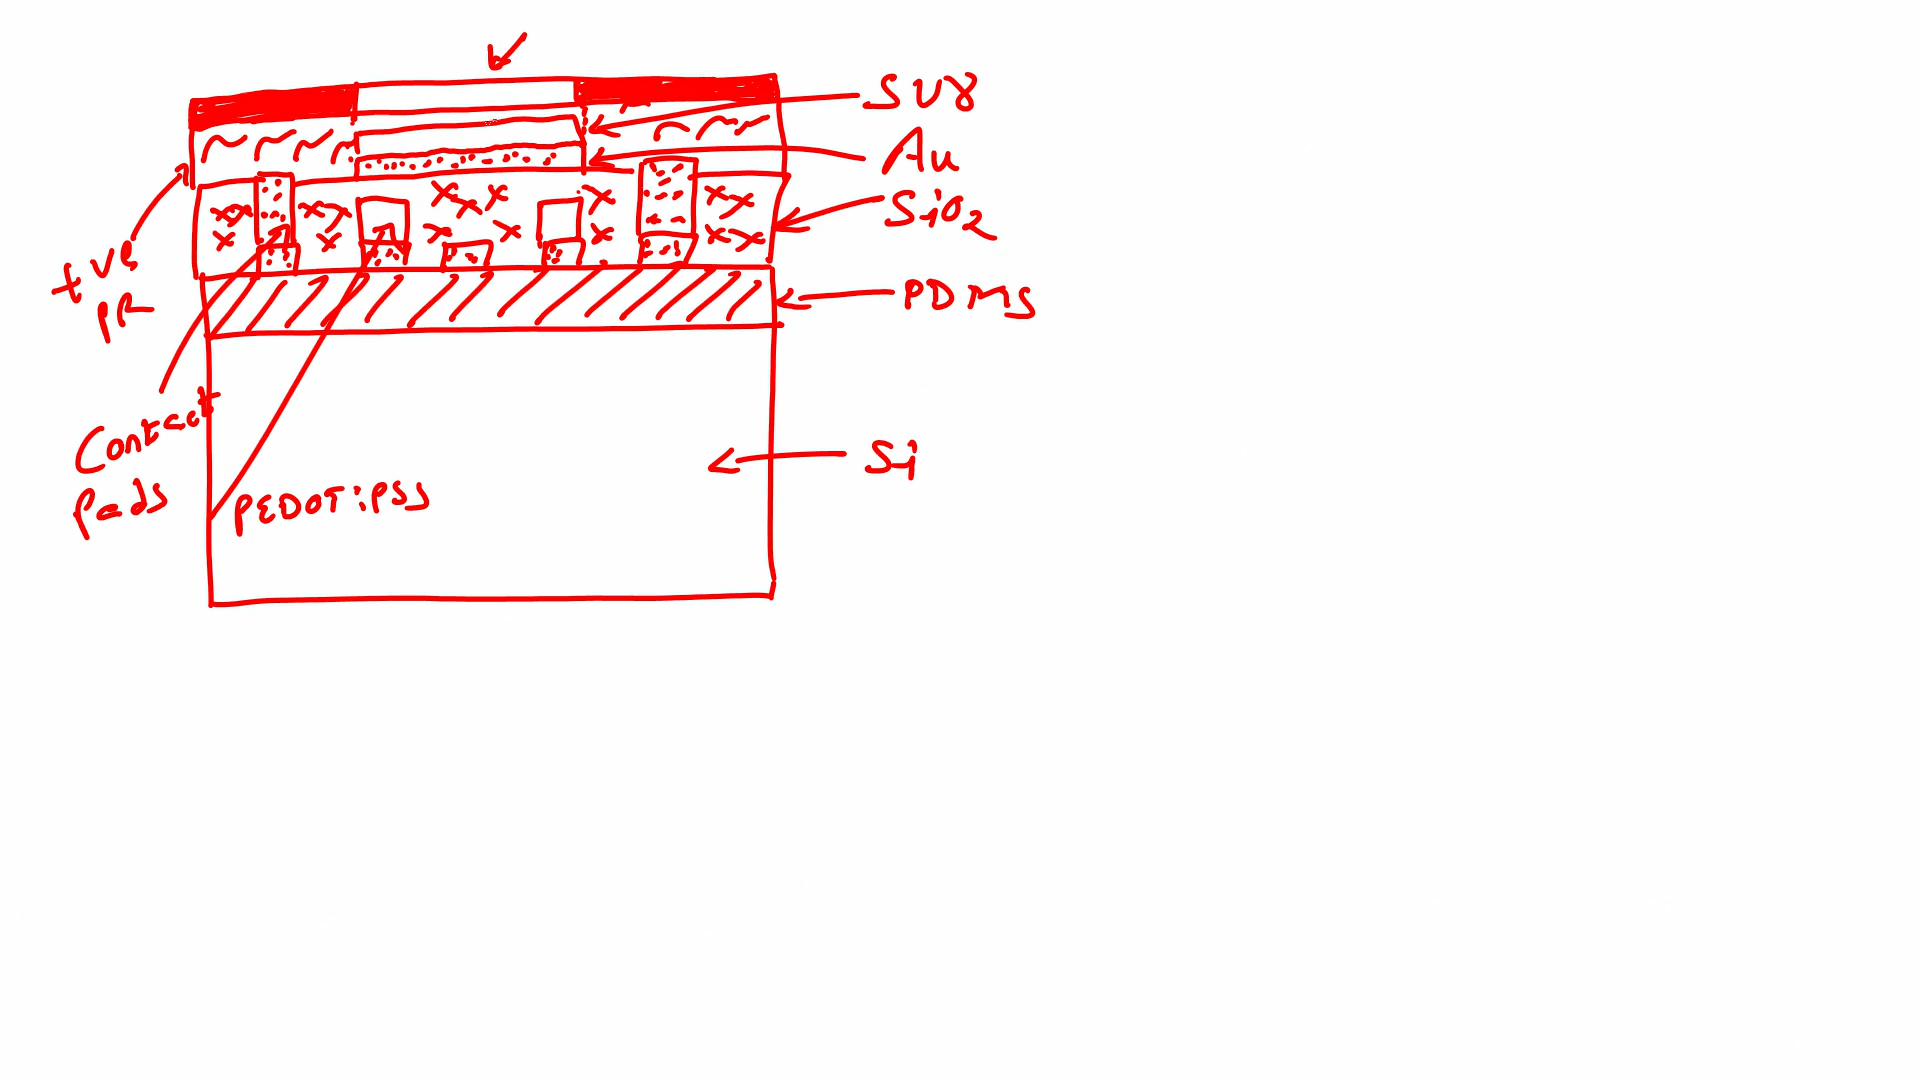 SU8
Au
SiO2
+ve
PR
PDMS
Contact
Pads
Si
PEDOT:PSS